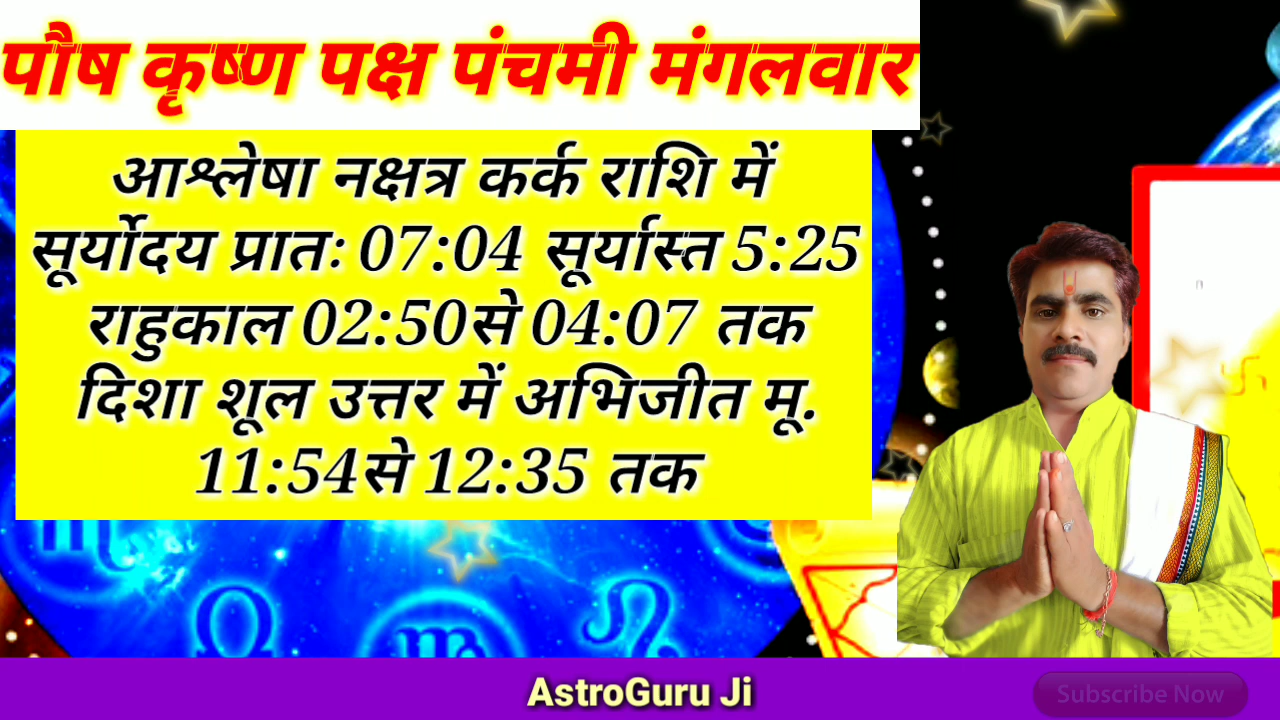 पौष कृष्ण पक्ष पंचमी मंगलवार
आश्लेषा नक्षत्र कर्क राशि में
सूर्योदय प्रातः 07:04 सूर्यास्त 5:25
राहुकाल 02:50से 04:07 तक
दिशा शूल उत्तर में अभिजीत मू.
11:54से 12:35 तक
AstroGuru Ji
Subscribe Now